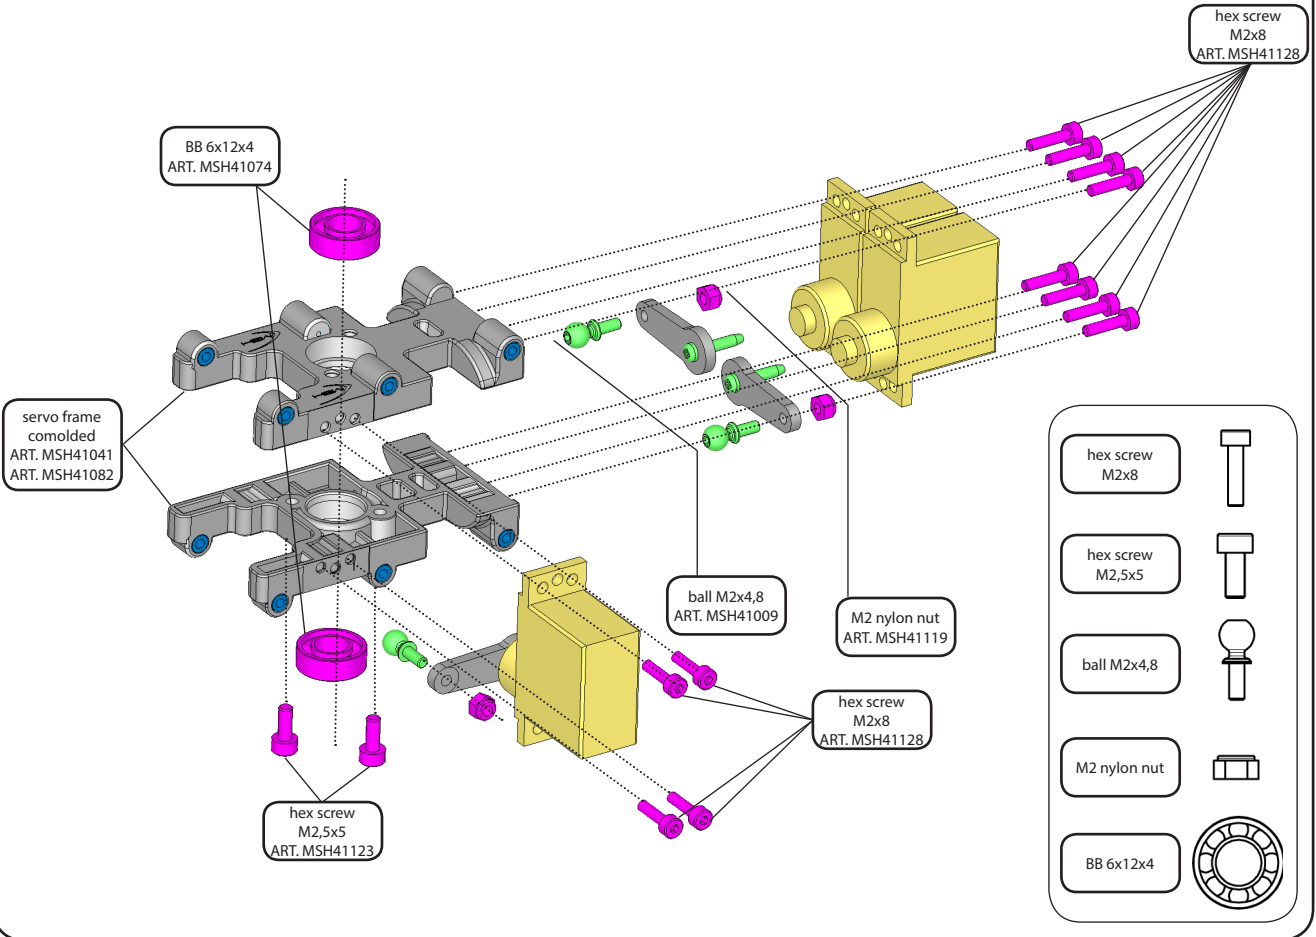 hex screw
M2x8
ART. MSH41128
BB 6x12x4
ART. MSH41074
servo frame
comolded
ART. MSH41041
ART. MSH41082
ball M2x4,8
ART. MSH41009
M2 nylon nut
ART. MSH41119
hex screw
M2x8
ART. MSH41128
hex screw
M2,5x5
ART. MSH41123
hex screw
M2x8
hex screw
M2,5x5
ball M2x4,8
M2 nylon nut
BB 6x12x4